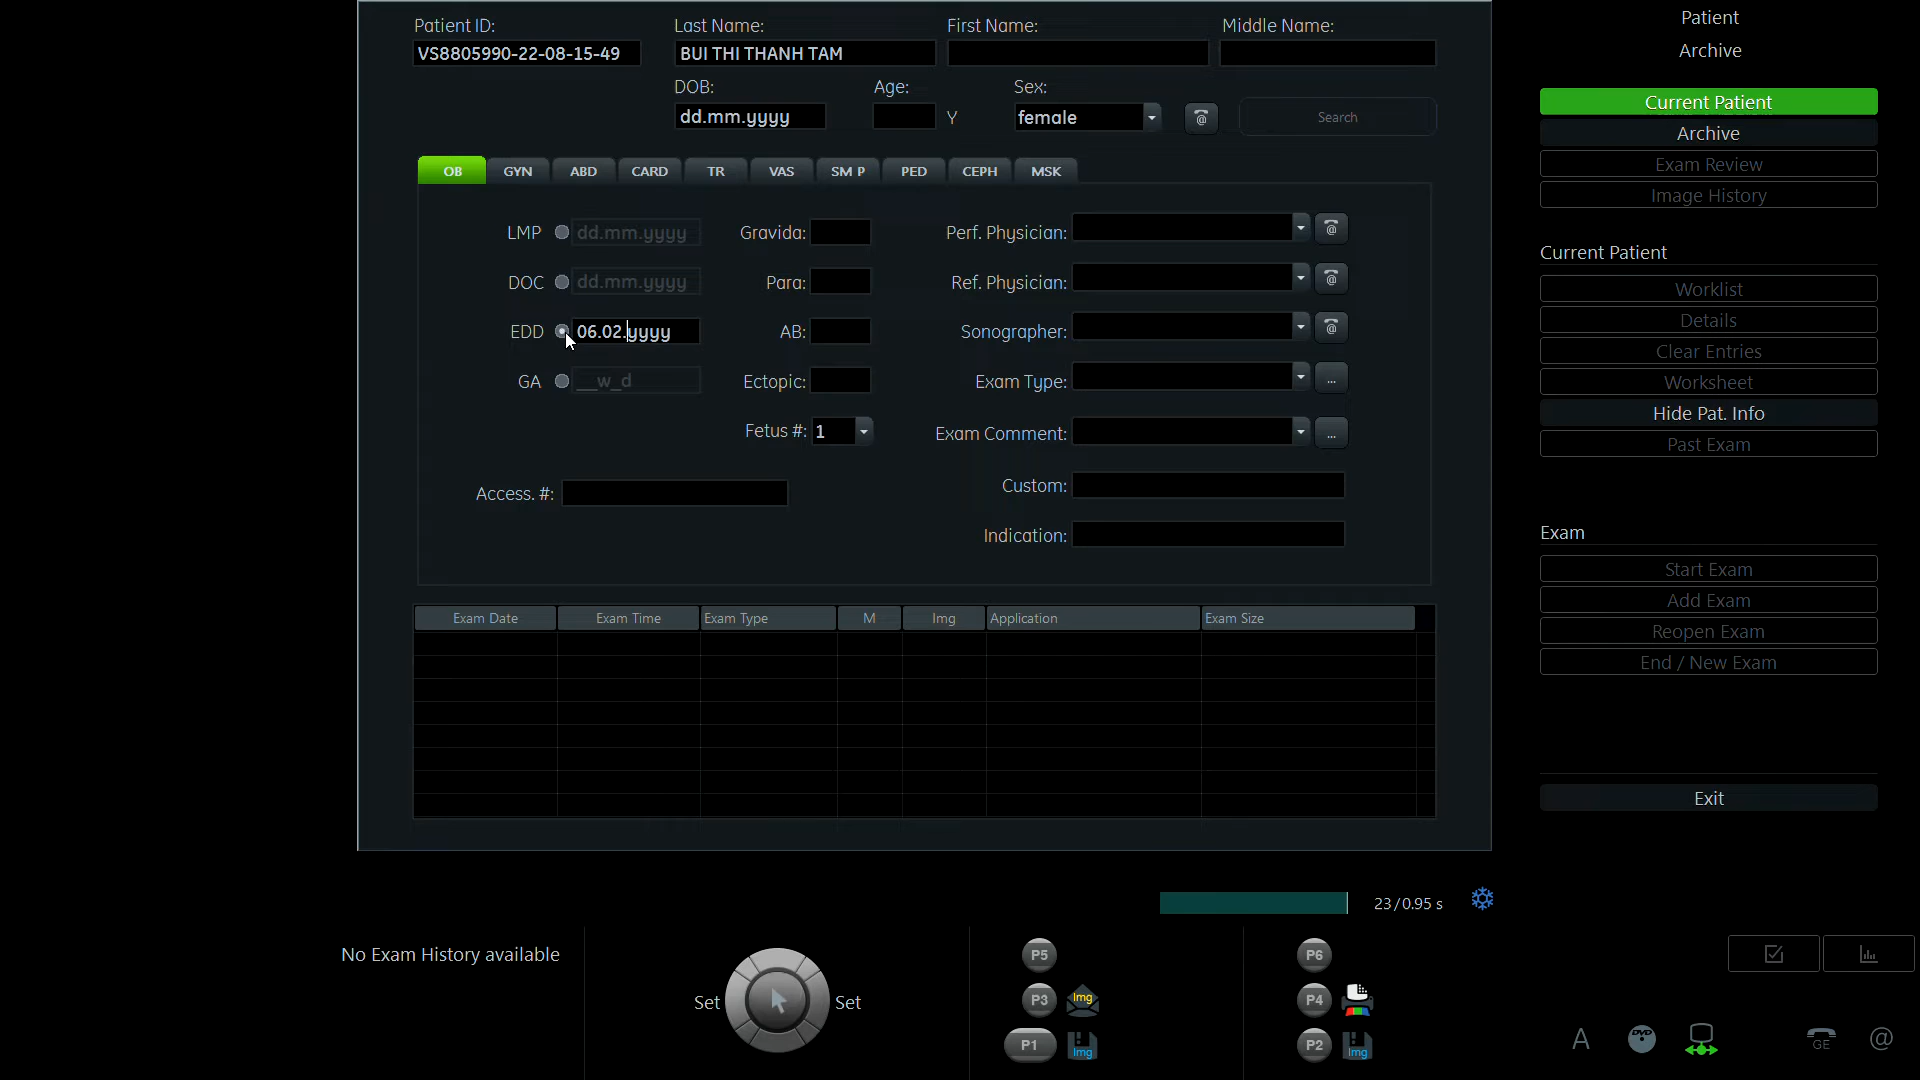 Patient ID: Last Name: First Name: Middle Name:
VS8805990-22-08-15-49 BUI THI THANH TAM
DOB: Age: Sex:
dd.mm.yyyy Y female Search
OB GYN ABD CARD TR VAS SM P PED CEPH MSK
LMP dd.mm.yyyy Gravida: Perf. Physician:
DOC dd.mm.yyyy Para: Ref. Physician:
EDD 06.02.yyyy AB: Sonographer:
GA __w_d Ectopic: Exam Type: ...
Fetus #: 1 Exam Comment: ...
Access. #: Custom:
Indication:
Exam Date Exam Time Exam Type M Img Application Exam Size
23/0.95 s
No Exam History available
Set Set
P5
P3 Img
P1 Img
P6
P4
P2 Img
Patient
Archive
Current Patient
Archive
Exam Review
Image History
Current Patient
Worklist
Details
Clear Entries
Worksheet
Hide Pat. Info
Past Exam
Exam
Start Exam
Add Exam
Reopen Exam
End / New Exam
Exit
A DVD GE @